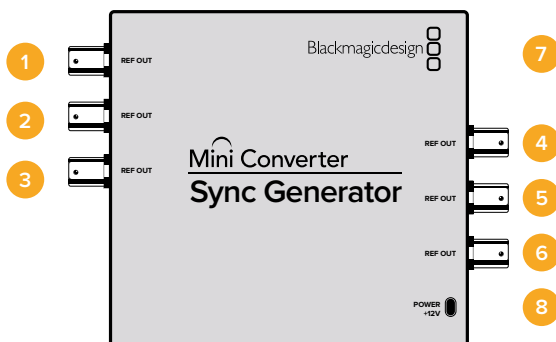 Blackmagicdesign
1
REF OUT
2
REF OUT
3
REF OUT
Mini Converter
Sync Generator
7
REF OUT
4
REF OUT
5
REF OUT
6
POWER
+12V
8